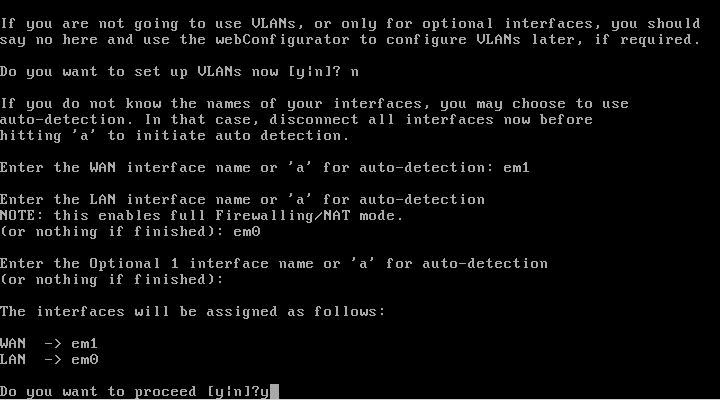 If you are not going to use VLANs, or only for optional interfaces, you should
say no here and use the webConfigurator to configure VLANs later, if required.
Do you want to set up VLANs now [y|n]? n
If you do not know the names of your interfaces, you may choose to use
auto-detection. In that case, disconnect all interfaces now before
hitting 'a' to initiate auto detection.
Enter the WAN interface name or 'a' for auto-detection: em1
Enter the LAN interface name or 'a' for auto-detection
NOTE: this enables full Firewalling/NAT mode.
(or nothing if finished): em0
Enter the Optional 1 interface name or 'a' for auto-detection
(or nothing if finished):
The interfaces will be assigned as follows:
WAN  -> em1
LAN  -> em0
Do you want to proceed [y|n]?y